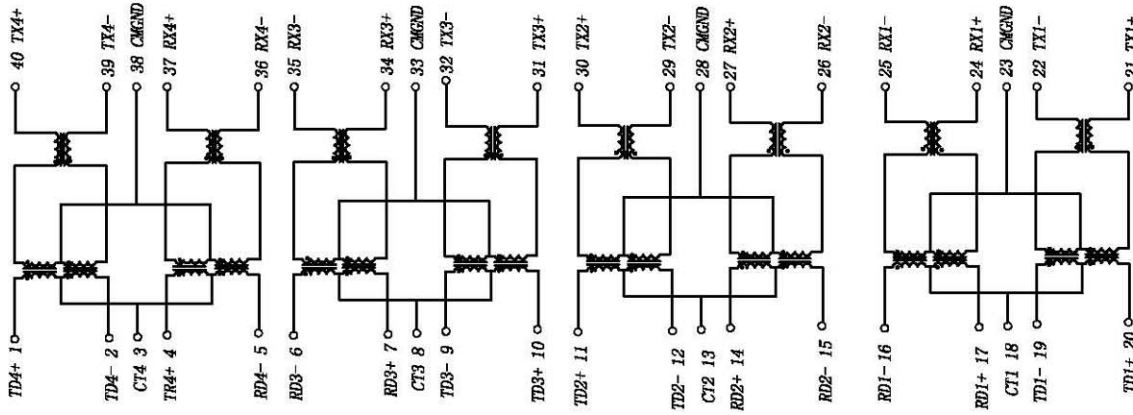 40 TX4+
39 TX4-
38 CMGND
37 RX4+
36 RX4-
35 RX3-
34 RX3+
33 CMGND
32 TX3-
31 TX3+
30 TX2+
29 TX2-
28 CMGND
27 RX2+
26 RX2-
25 RX1-
24 RX1+
23 CMGND
22 TX1-
21 TX1+
TD4+ 1
TD4- 2
CT4 3
TR4+ 4
RD4- 5
RD3- 6
RD3+ 7
CT3 8
TD3- 9
TD3+ 10
TD2+ 11
TD2- 12
CT2 13
RD2+ 14
RD2- 15
RD1- 16
RD1+ 17
CT1 18
TD1- 19
TD1+ 20